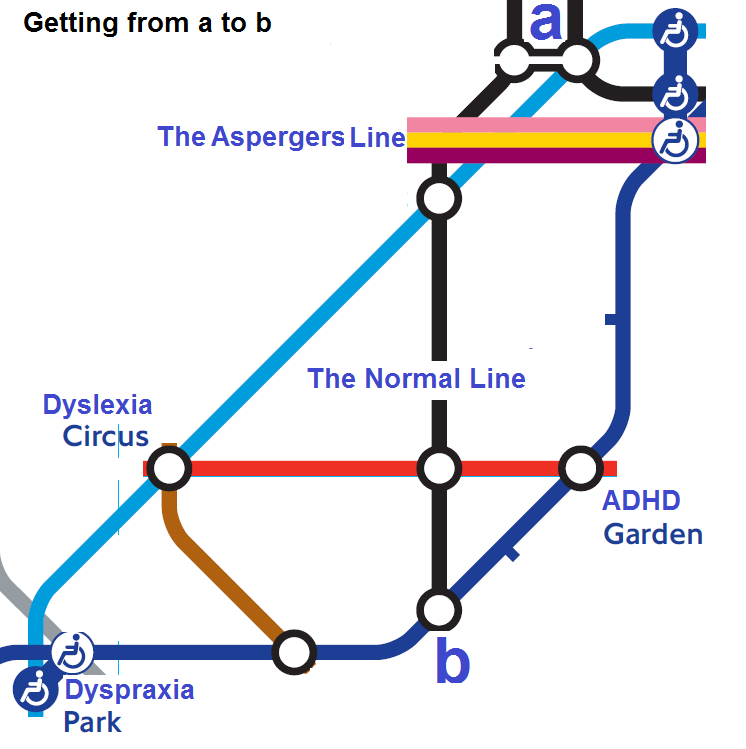 Getting from a to b
a
The Aspergers Line
The Normal Line
Dyslexia
Circus
ADHD
Garden
b
Dyspraxia
Park